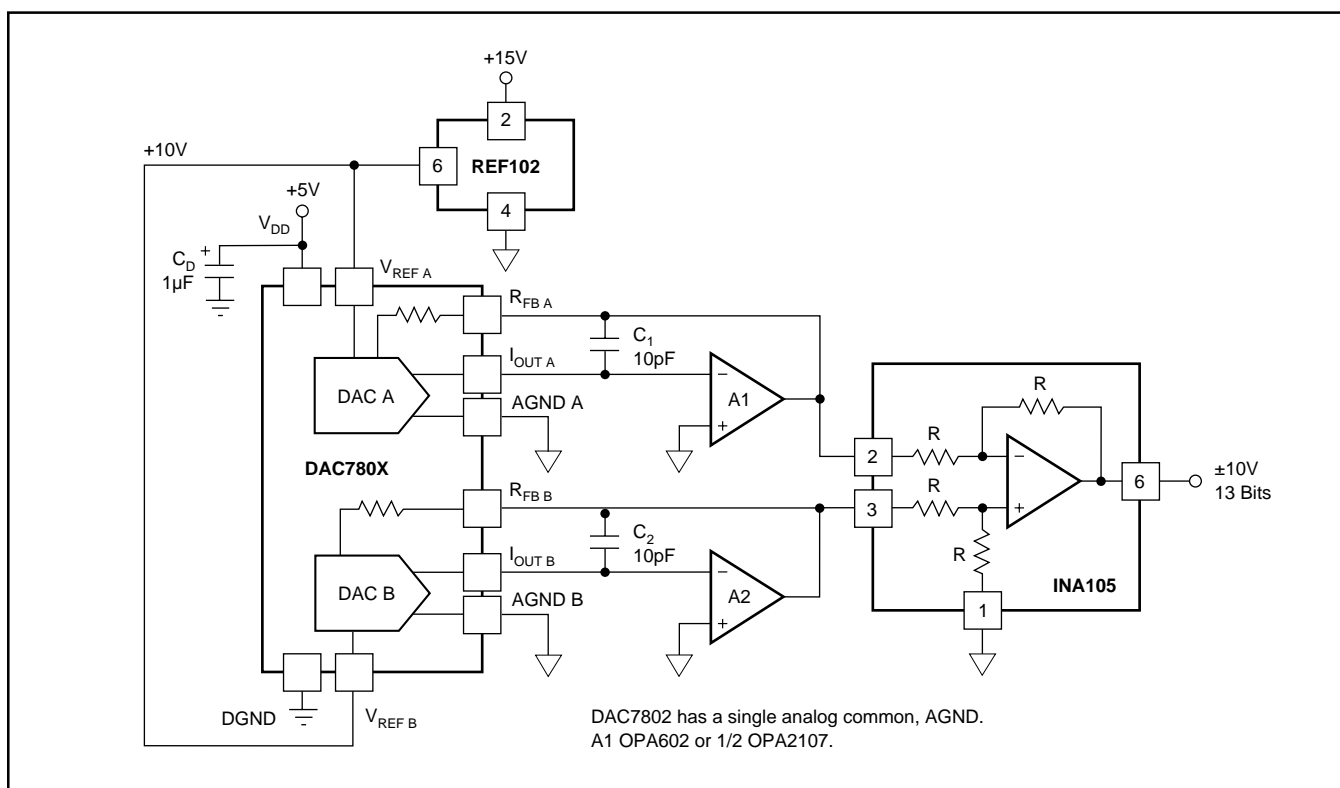 +15V
2
+10V
6
REF102
+5V
4
V_DD
C_D
+
1µF
V_REF A
R_FB A
C_1
10pF
I_OUT A
−
A1
+
DAC A
AGND A
R
R
2
−
DAC780X
6
±10V
13 Bits
R_FB B
3
R
+
C_2
10pF
R
I_OUT B
−
A2
+
DAC B
AGND B
INA105
1
DGND
V_REF B
DAC7802 has a single analog common, AGND.
A1 OPA602 or 1/2 OPA2107.